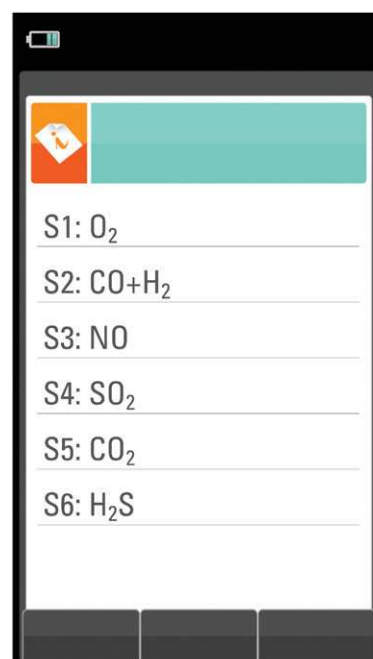 S1: O₂
S2: CO+H₂
S3: NO
S4: SO₂
S5: CO₂
S6: H₂S